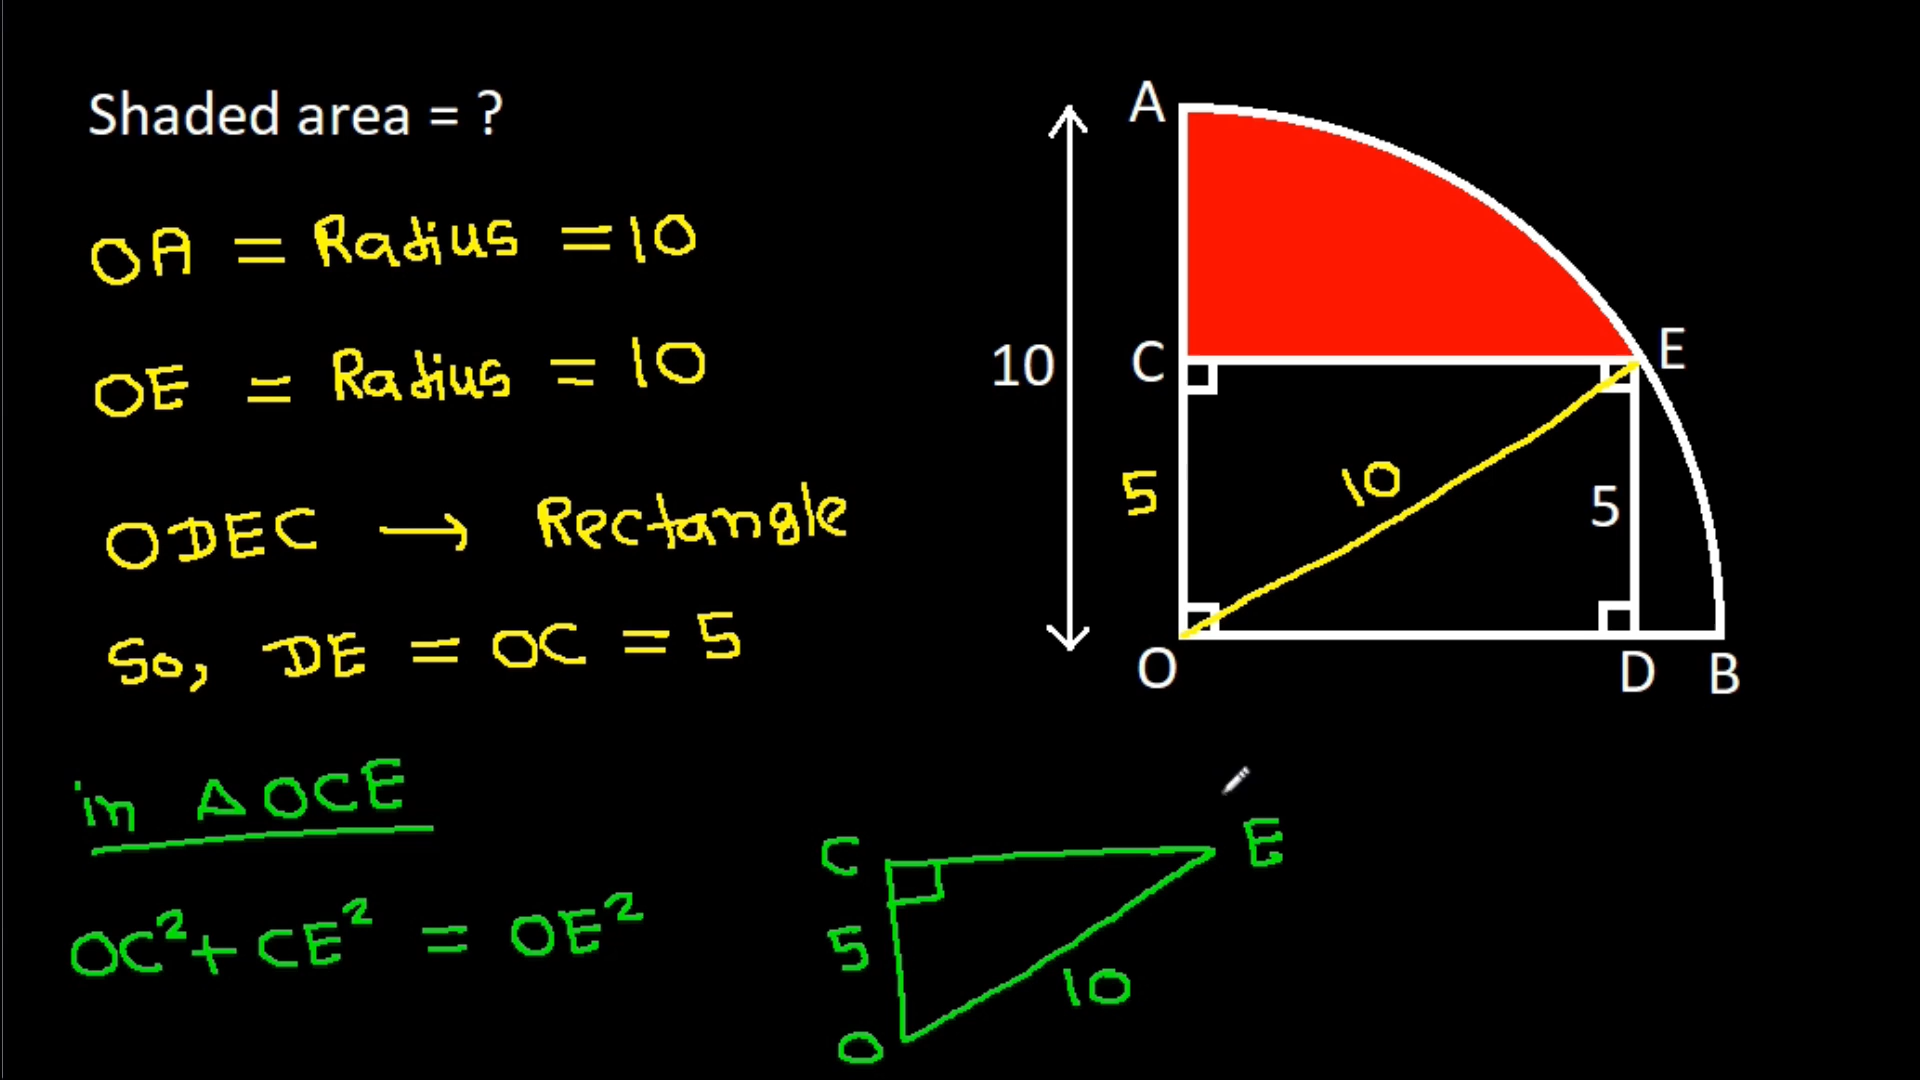 Shaded area = ?
OA = Radius = 10
OE = Radius = 10
ODEC → Rectangle
So, DE = OC = 5
in △OCE
OC²+ CE² = OE²
A
10
C
E
5
10
5
O
D
B
C
E
5
10
O